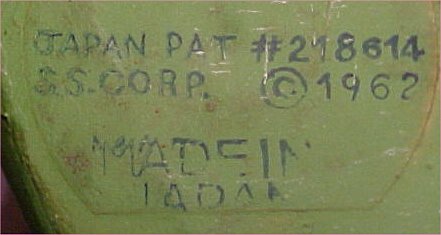 JAPAN PAT #218614
S.S. CORP. © 1962
MADE IN
JAPAN